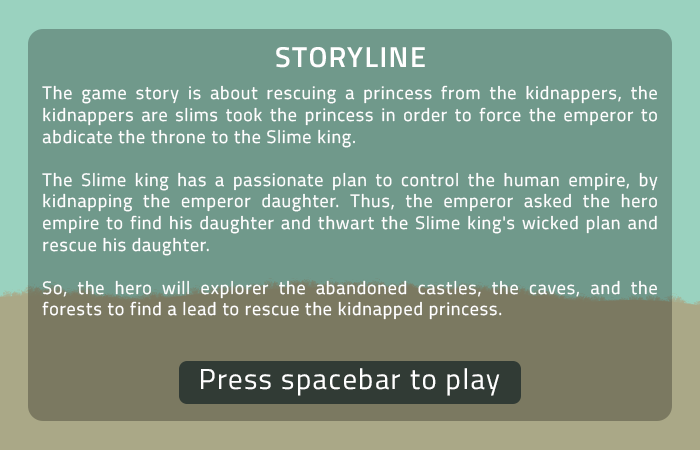 STORYLINE
The game story is about rescuing a princess from the kidnappers, the
kidnappers are slims took the princess in order to force the emperor to
abdicate the throne to the Slime king.
The Slime king has a passionate plan to control the human empire, by
kidnapping the emperor daughter. Thus, the emperor asked the hero
empire to find his daughter and thwart the Slime king's wicked plan and
rescue his daughter.
So, the hero will explorer the abandoned castles, the caves, and the
forests to find a lead to rescue the kidnapped princess.
Press spacebar to play